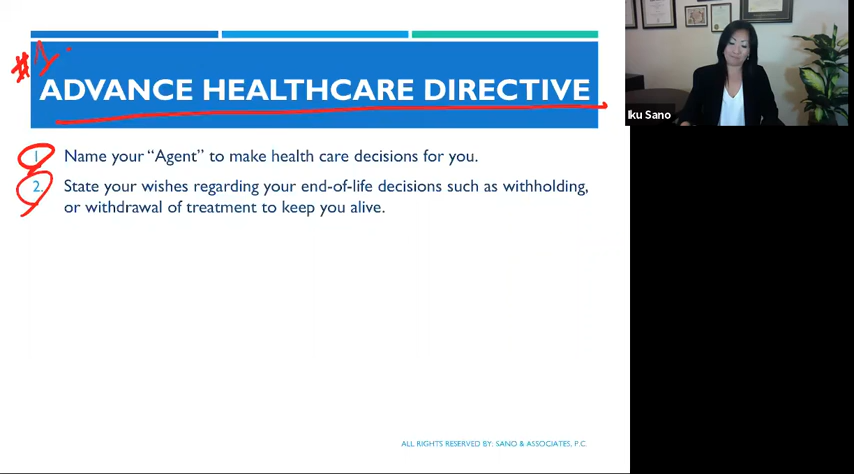 #1.
ADVANCE HEALTHCARE DIRECTIVE
1. Name your “Agent” to make health care decisions for you.
2. State your wishes regarding your end-of-life decisions such as withholding,
or withdrawal of treatment to keep you alive.
ALL RIGHTS RESERVED BY: SANO & ASSOCIATES, P.C
Iku Sano